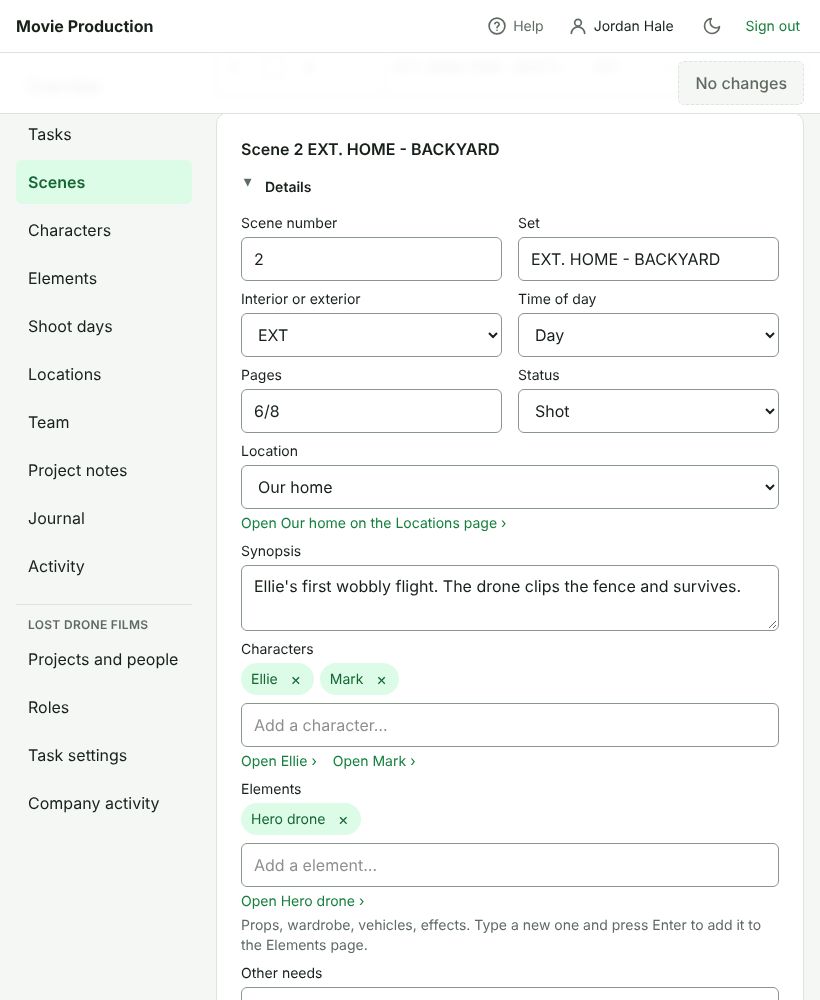 Movie Production
Help
Jordan Hale
Sign out
No changes
Tasks
Scenes
Characters
Elements
Shoot days
Locations
Team
Project notes
Journal
Activity
LOST DRONE FILMS
Projects and people
Roles
Task settings
Company activity
Scene 2 EXT. HOME - BACKYARD
Details
Scene number
Set
2
EXT. HOME - BACKYARD
Interior or exterior
Time of day
EXT
Day
Pages
Status
6/8
Shot
Location
Our home
Open Our home on the Locations page ›
Synopsis
Ellie's first wobbly flight. The drone clips the fence and survives.
Characters
Ellie ×
Mark ×
Add a character...
Open Ellie ›
Open Mark ›
Elements
Hero drone ×
Add a element...
Open Hero drone ›
Props, wardrobe, vehicles, effects. Type a new one and press Enter to add it to
the Elements page.
Other needs